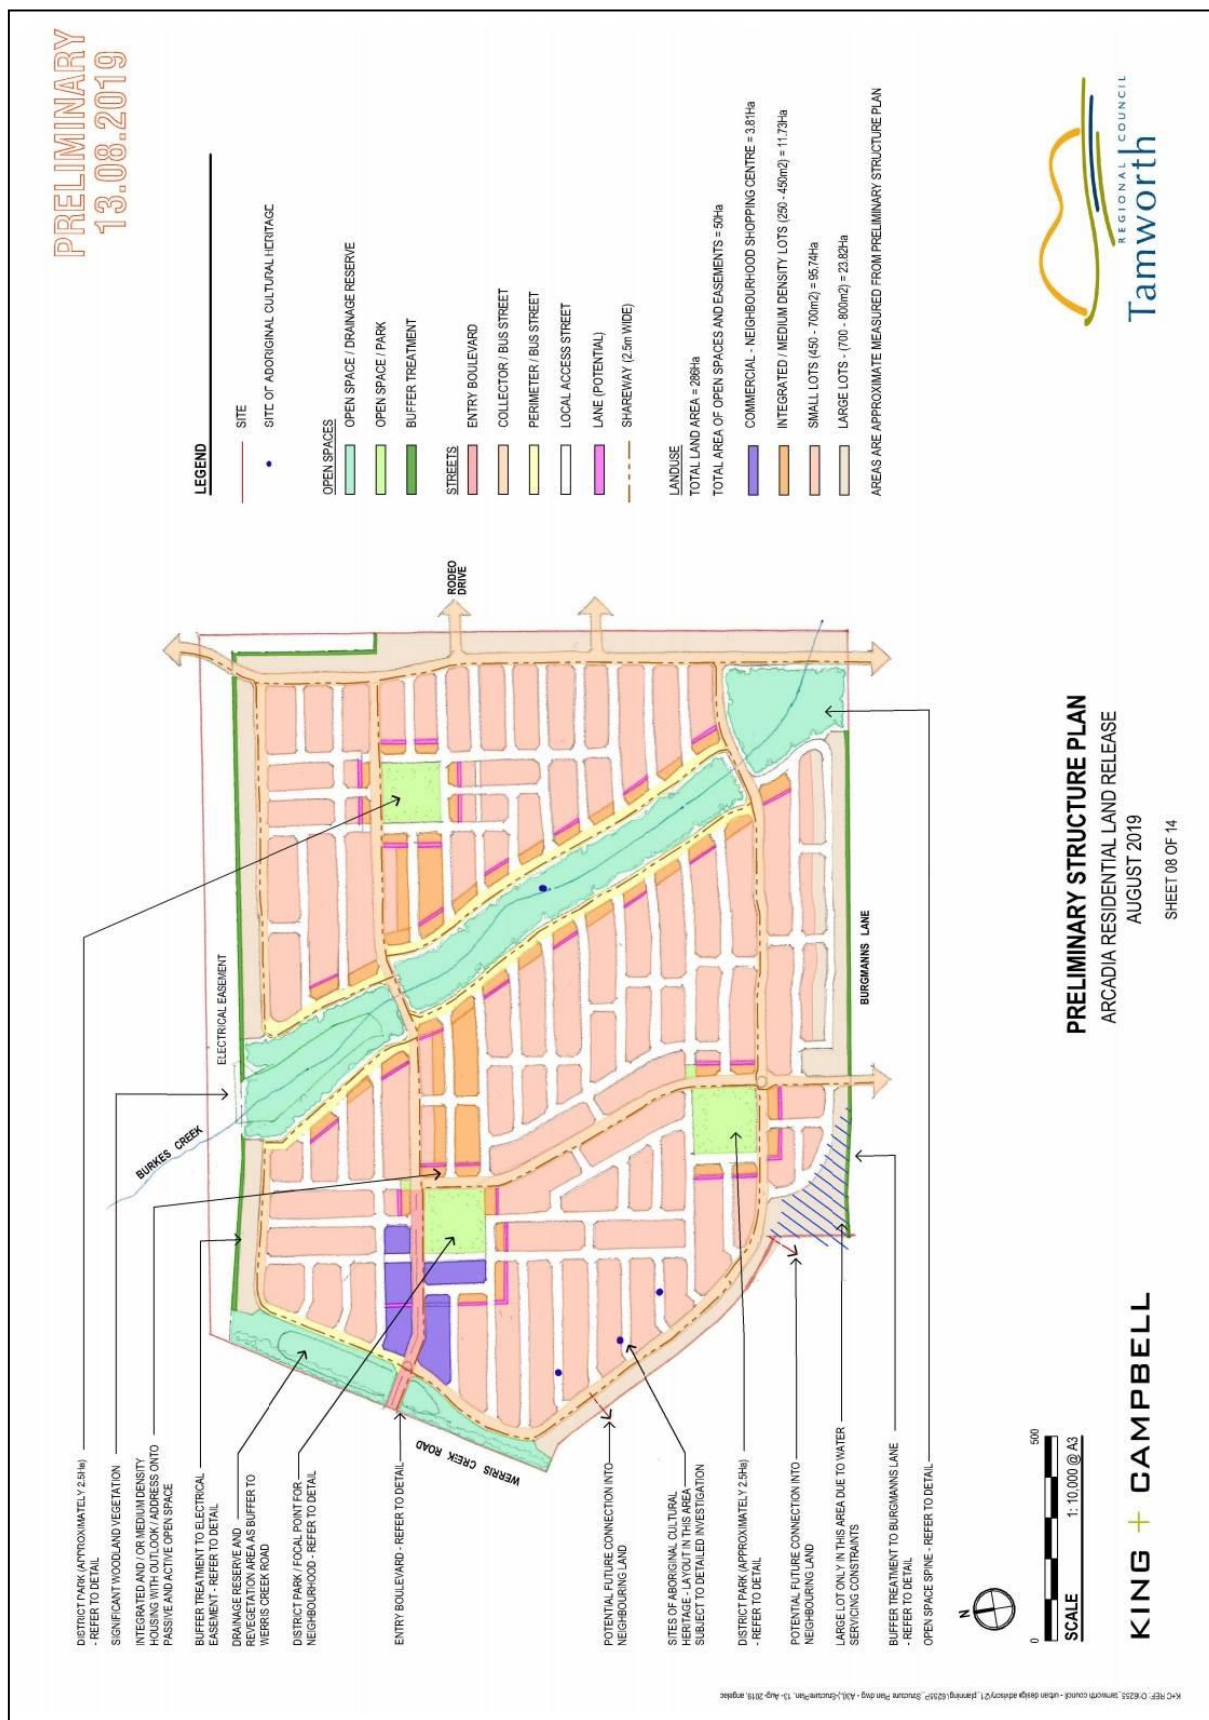 PRELIMINARY
13.08.2019
DISTRICT PARK (APPROXIMATELY 2.5Ha)
- REFER TO DETAIL
SIGNIFICANT WOODLAND VEGETATION
INTEGRATED AND / OR MEDIUM DENSITY
HOUSING WITH OUTLOOK / ADDRESS ONTO
PASSIVE AND ACTIVE OPEN SPACE
BUFFER TREATMENT TO ELECTRICAL
EASEMENT - REFER TO DETAIL
DRAINAGE RESERVE AND
REVEGETATION AREA AS BUFFER TO
WERRIS CREEK ROAD
DISTRICT PARK / FOCAL POINT FOR
NEIGHBOURHOOD - REFER TO DETAIL
ENTRY BOULEVARD - REFER TO DETAIL
POTENTIAL FUTURE CONNECTION INTO
NEIGHBOURING LAND
SITES OF ABORIGINAL CULTURAL
HERITAGE - LAYOUT IN THIS AREA
SUBJECT TO DETAILED INVESTIGATION
DISTRICT PARK (APPROXIMATELY 2.5Ha)
- REFER TO DETAIL
POTENTIAL FUTURE CONNECTION INTO
NEIGHBOURING LAND
LARGE LOT ONLY IN THIS AREA DUE TO WATER
SERVICING CONSTRAINTS
BUFFER TREATMENT TO BURGMANNS LANE
- REFER TO DETAIL
OPEN SPACE SPINE - REFER TO DETAIL
BURKES CREEK
ELECTRICAL EASEMENT
WERRIS CREEK ROAD
RODEO
DRIVE
BURGMANNS LANE
LEGEND
SITE
SITE OF ADORIGINAL CULTURAL HERITAGE
OPEN SPACES
OPEN SPACE / DRAINAGE RESERVE
OPEN SPACE / PARK
BUFFER TREATMENT
STREETS
ENTRY BOULEVARD
COLLECTOR / BUS STREET
PERIMETER / BUS STREET
LOCAL ACCESS STREET
LANE (POTENTIAL)
SHAREWAY (2.5m WIDE)
LANDUSE
TOTAL LAND AREA = 286Ha
TOTAL AREA OF OPEN SPACES AND EASEMENTS = 50Ha
COMMERCIAL - NEIGHBOURHOOD SHOPPING CENTRE = 3.81Ha
INTEGRATED / MEDIUM DENSITY LOTS (250 - 450m2) = 11.73Ha
SMALL LOTS (450 - 700m2) = 95.74Ha
LARGE LOTS - (700 - 800m2) = 23.82Ha
AREAS ARE APPROXIMATE MEASURED FROM PRELIMINARY STRUCTURE PLAN
N
0 500
SCALE 1: 10,000 @ A3
KING + CAMPBELL
PRELIMINARY STRUCTURE PLAN
ARCADIA RESIDENTIAL LAND RELEASE
AUGUST 2019
SHEET 08 OF 14
Tamworth
REGIONAL COUNCIL